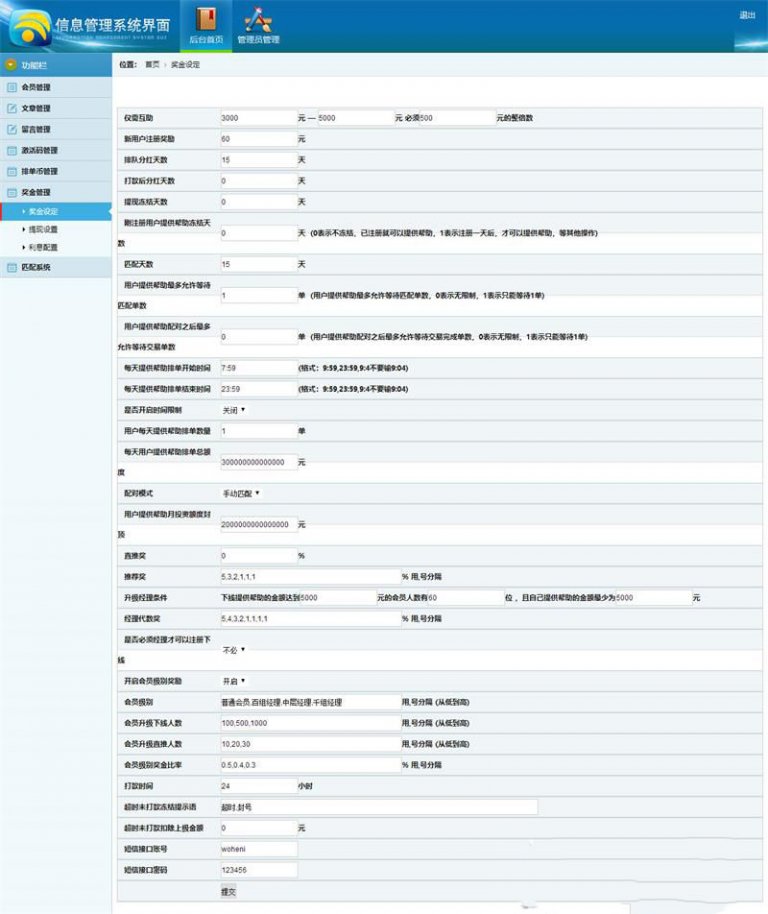 信息管理系统界面
后台首页
管理员管理
退出
功能栏
位置： 首页 › 奖金设定
会员管理
文章管理
留言管理
激活码管理
排单币管理
奖金管理
奖金设定
提现设置
利息配置
匹配系统
仅需互助 3000 元 — 5000 元 必须500 元的整倍数
新用户注册奖励 60 元
排队分红天数 15 天
打款后分红天数 0 天
提现冻结天数 0 天
刚注册用户提供帮助冻结天
数 0 天（0表示不冻结，已注册就可以提供帮助，1表示注册一天后，才可以提供帮助，等其他操作）
匹配天数 15 天
用户提供帮助最多允许等待
匹配单数 1 单（用户提供帮助最多允许等待匹配单数，0表示无限制，1表示只能等待1单）
用户提供帮助配对之后最多
允许等待交易单数 0 单（用户提供帮助配对之后最多允许等待交易完成单数，0表示无限制，1表示只能等待1单）
每天提供帮助排单开始时间 7:59 (格式：9:59,23:59,9:4不要输9:04)
每天提供帮助排单结束时间 23:59 (格式：9:59,23:59,9:4不要输9:04)
是否开启时间限制 关闭
用户每天提供帮助排单数量 1 单
每天用户提供帮助排单总额
度 300000000000000 元
配对模式 手动匹配
用户提供帮助月投资额度封
顶 2000000000000000 元
直推奖 0 %
推荐奖 5,3,2,1,1,1 % 用,号分隔
升级经理条件 下线提供帮助的金额达到5000 元的会员人数有60 位，且自己提供帮助的金额最少为5000 元
经理代数奖 5,4,3,2,1,1,1,1 % 用,号分隔
是否必须经理才可以注册下
线 不必
开启会员级别奖励 开启
会员级别 普通会员,百组经理,中层经理,千组经理 用,号分隔 (从低到高)
会员升级下线人数 100,500,1000 用,号分隔 (从低到高)
会员升级直推人数 10,20,30 用,号分隔 (从低到高)
会员级别奖金比率 0.5,0.4,0.3 % 用,号分隔
打款时间 24 小时
超时未打款冻结提示语 超时,封号
超时未打款扣除上级金额 0 元
短信接口账号 woheni
短信接口密码 123456
提交